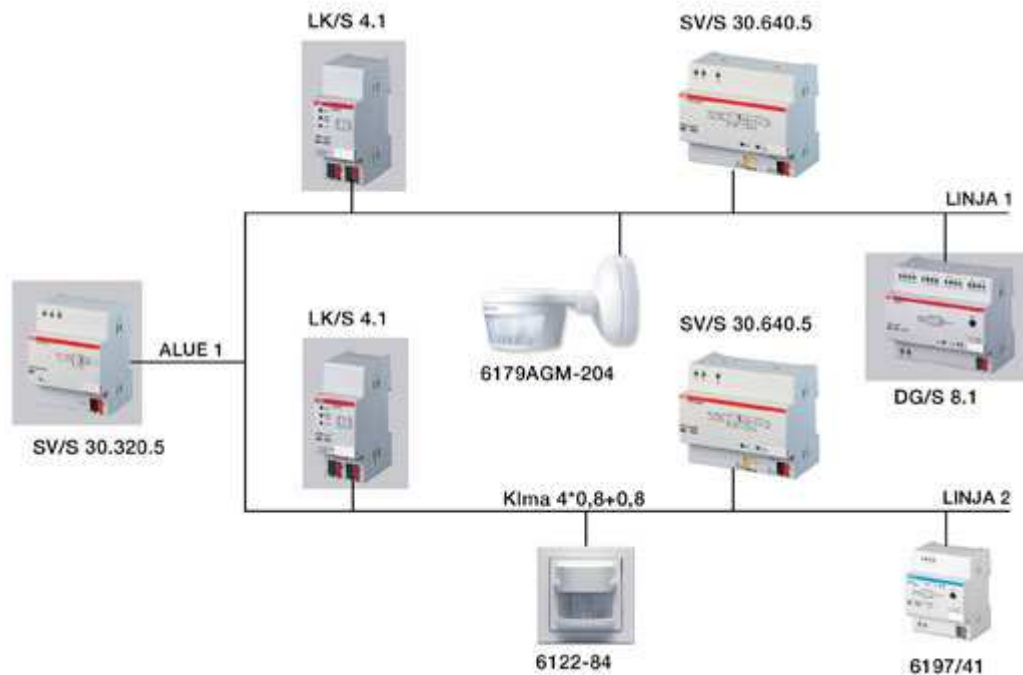 LK/S 4.1
SV/S 30.640.5
LINJA 1
ALUE 1
LK/S 4.1
SV/S 30.640.5
6179AGM-204
DG/S 8.1
SV/S 30.320.5
Klma 4*0,8+0,8
LINJA 2
6122-84
6197/41